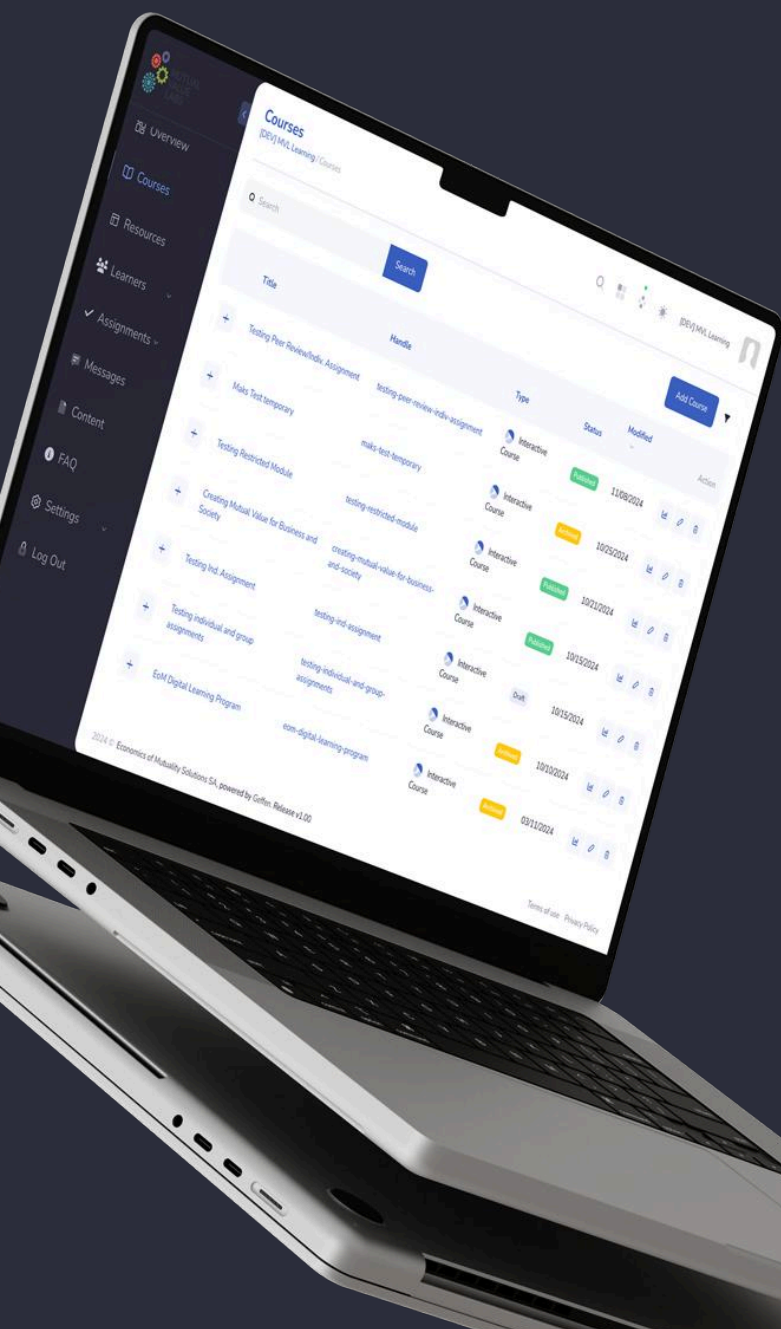 MUTUAL
VALUE
LABS
Overview
Courses
Resources
Learners
Assignments
Messages
Content
FAQ
Settings
Log Out
Courses
[DEV] MVL Learning / Courses
[DEV] MVL Learning
Search
Search
Add Course
Title
Handle
Type
Status
Modified
Action
Testing Peer Review/Indiv. Assignment
testing-peer-review-indiv-assignment
Interactive
Course
Published
11/08/2024
Maks Test temporary
maks-test-temporary
Interactive
Course
Archived
10/25/2024
Testing Restricted Module
testing-restricted-module
Interactive
Course
Published
10/21/2024
Creating Mutual Value for Business and
Society
creating-mutual-value-for-business-
and-society
Interactive
Course
Published
10/15/2024
Testing Ind. Assignment
testing-ind-assignment
Interactive
Course
Draft
10/15/2024
Testing individual and group
assignments
testing-individual-and-group-
assignments
Interactive
Course
Archived
10/10/2024
EoM Digital Learning Program
eom-digital-learning-program
Interactive
Course
Archived
03/11/2024
2024 © Economics of Mutuality Solutions SA, powered by Geffen. Release v1.00
Terms of use Privacy Policy